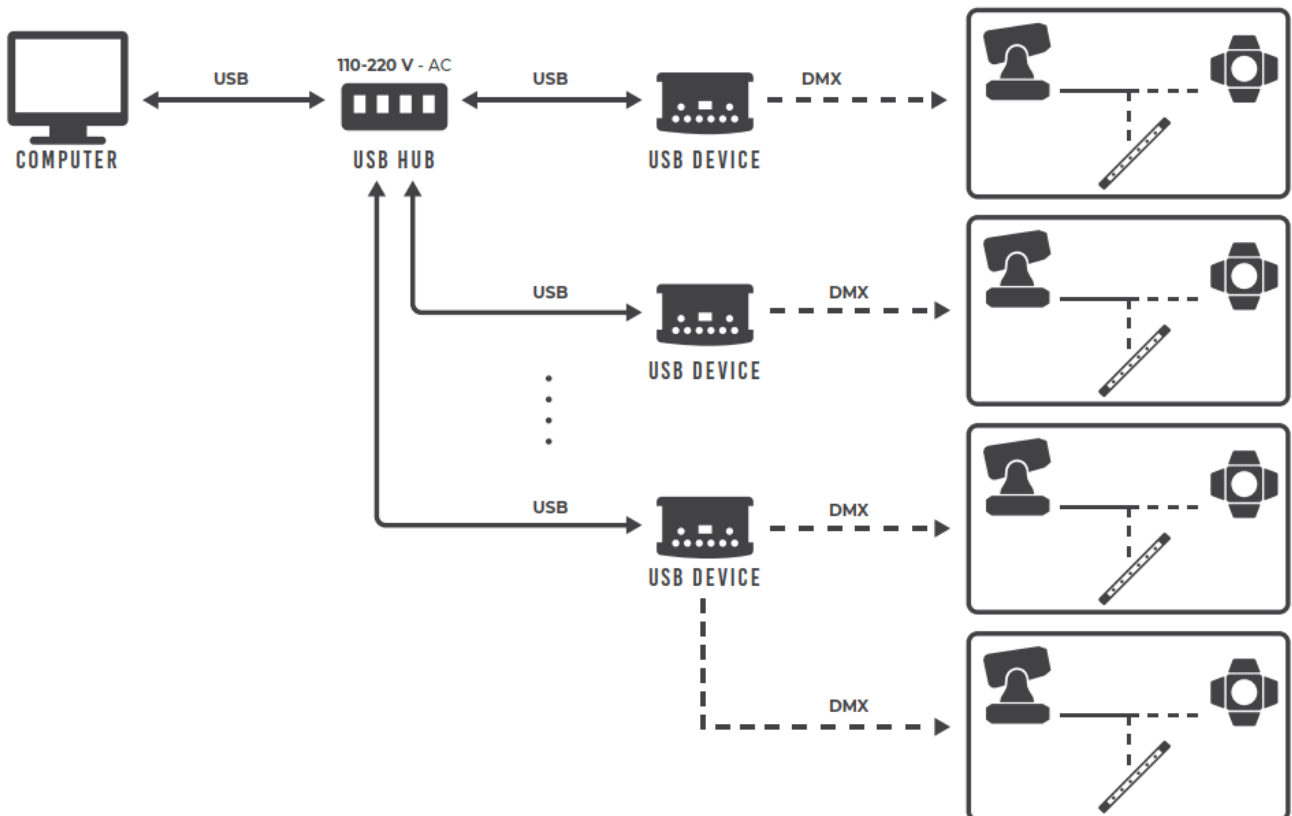 110-220 V - AC
USB
USB
DMX
COMPUTER
USB HUB
USB DEVICE
USB
DMX
USB DEVICE
USB
DMX
USB DEVICE
DMX